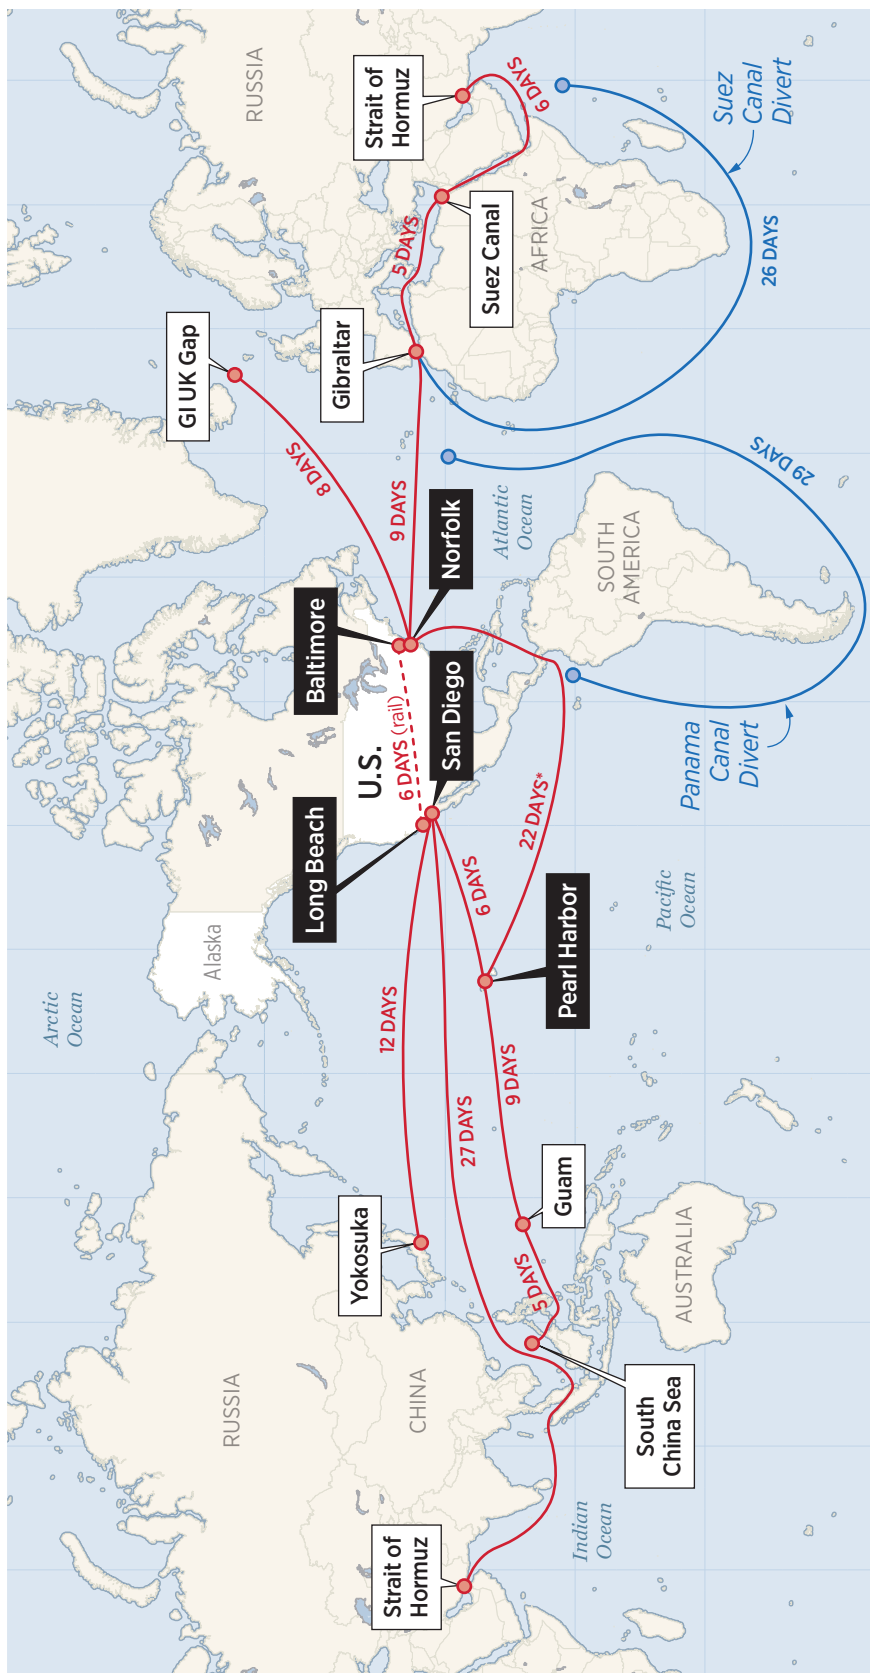 Arctic
Ocean
RUSSIA
RUSSIA
Alaska
GI UK Gap
Strait of
Hormuz
Long Beach
Baltimore
Gibraltar
U.S.
6 DAYS (rail)
8 DAYS
Yokosuka
12 DAYS
9 DAYS
5 DAYS
6 DAYS
Strait of
Hormuz
CHINA
San Diego
Norfolk
Suez Canal
27 DAYS
6 DAYS
Atlantic
Ocean
AFRICA
9 DAYS
5 DAYS
Guam
Pearl Harbor
22 DAYS*
SOUTH
AMERICA
Indian
Ocean
South
China Sea
AUSTRALIA
Pacific
Ocean
Panama
Canal
Divert
29 DAYS
26 DAYS
Suez
Canal
Divert